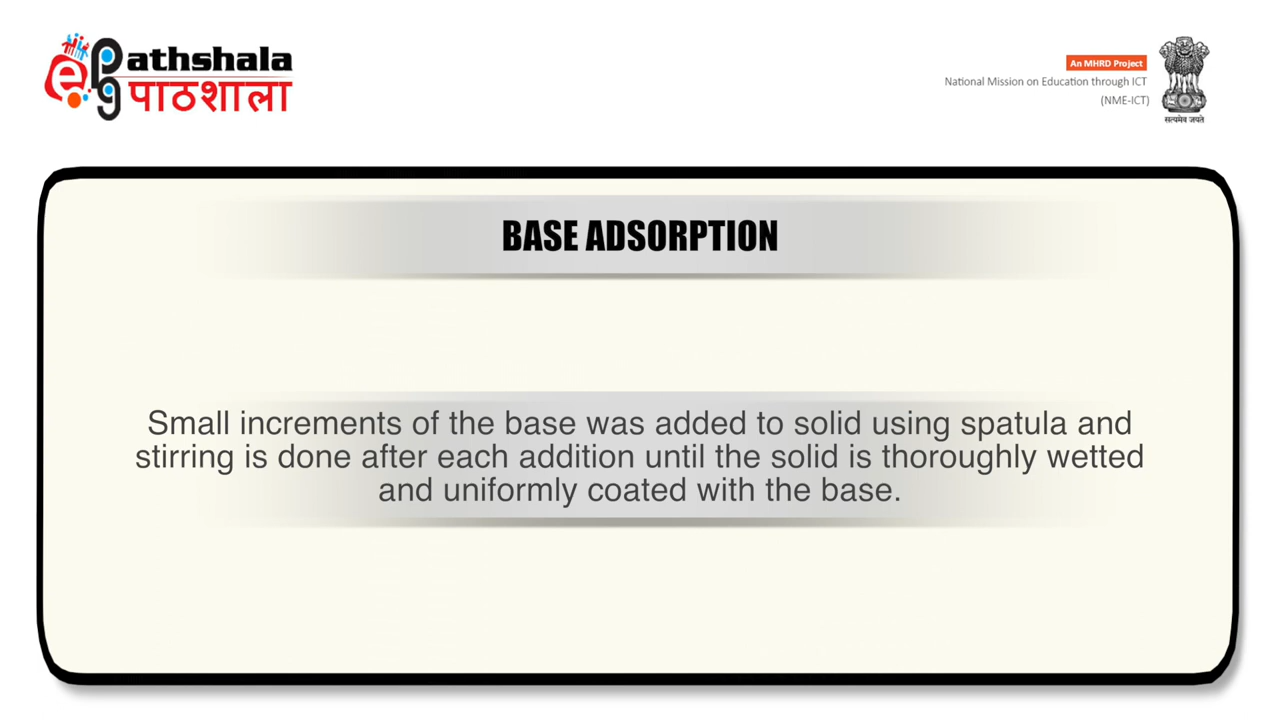 e Pg athshala
पाठशाला
An MHRD Project
National Mission on Education through ICT
(NME-ICT)
सत्यमेव जयते
BASE ADSORPTION
Small increments of the base was added to solid using spatula and
stirring is done after each addition until the solid is thoroughly wetted
and uniformly coated with the base.